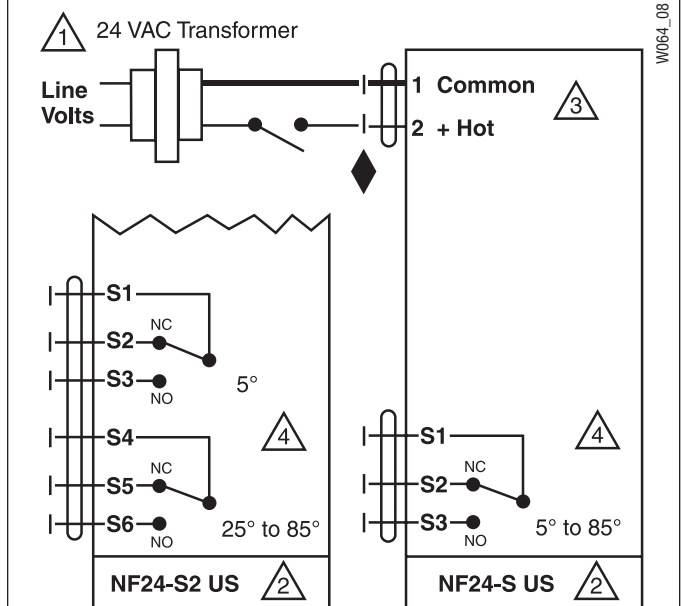 1 24 VAC Transformer
W064_08
Line
Volts
1 Common
2 + Hot
3
S1
NC
S2
S3
NO
5°
4
S4
NC
S5
S6
NO
25° to 85°
NF24-S2 US 2
4
S1
NC
S2
S3
NO
5° to 85°
NF24-S US 2